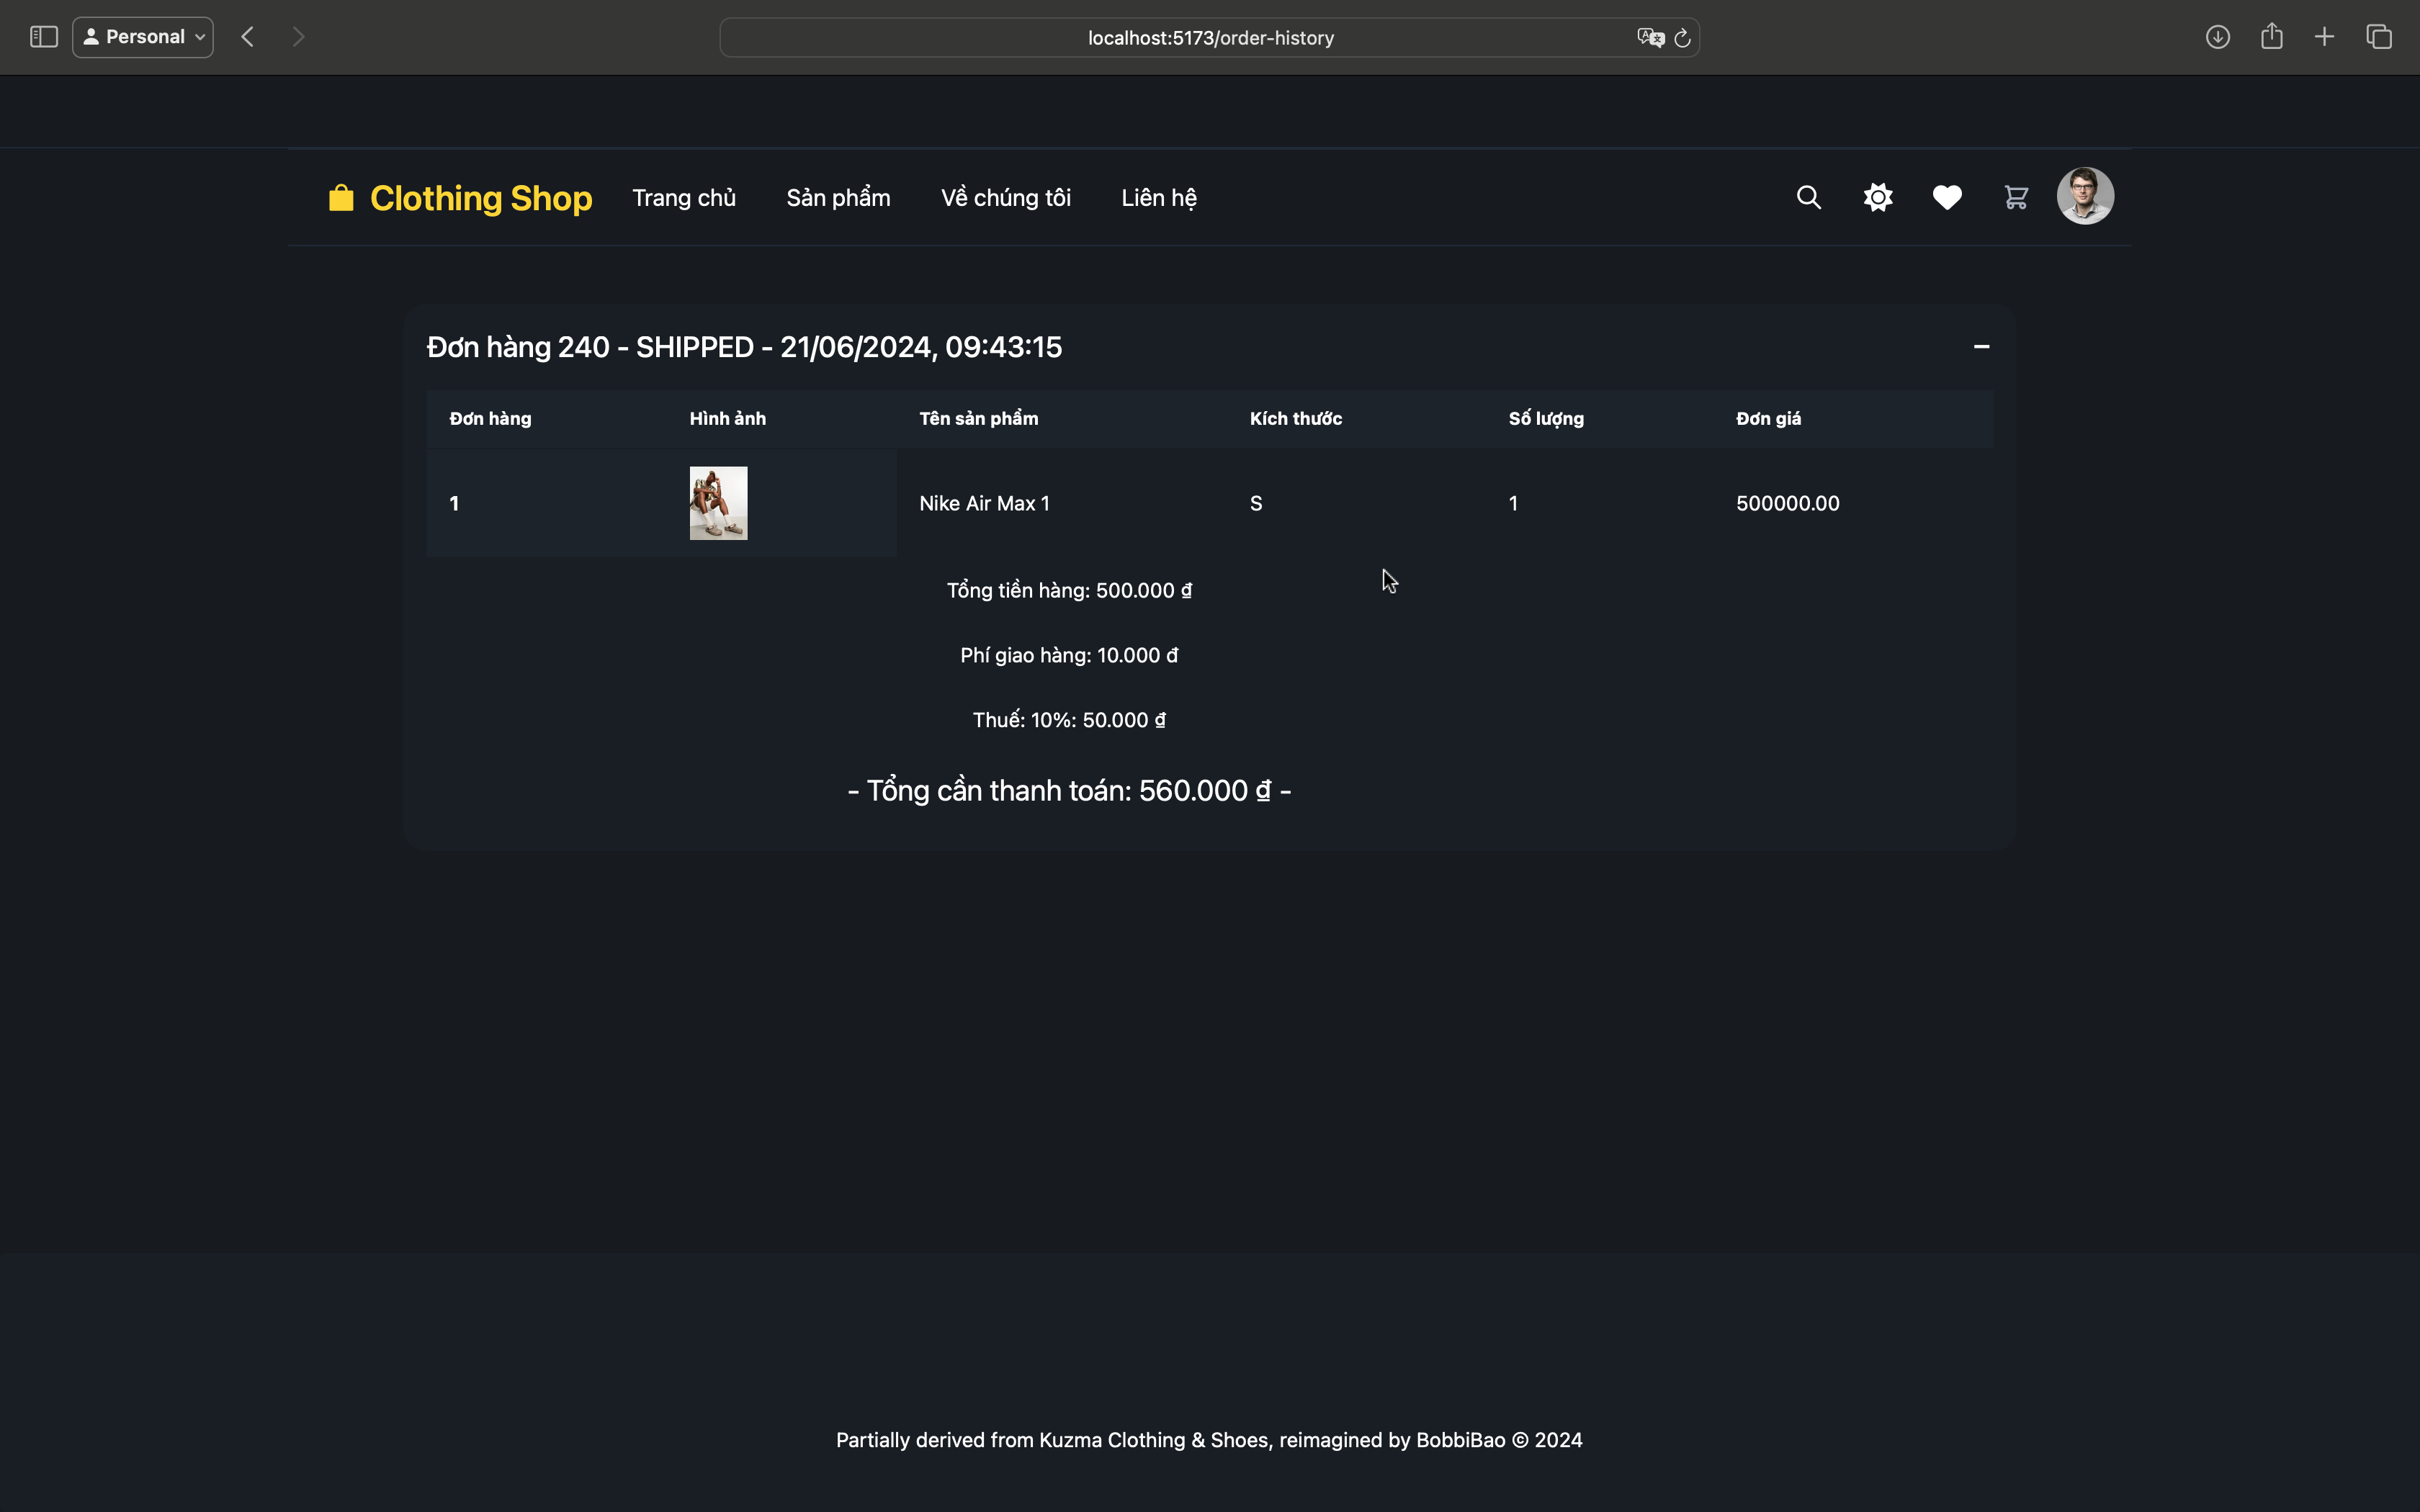 Personal
localhost:5173/order-history
Clothing Shop Trang chủ Sản phẩm Về chúng tôi Liên hệ
Đơn hàng 240 - SHIPPED - 21/06/2024, 09:43:15
Đơn hàng Hình ảnh Tên sản phẩm Kích thước Số lượng Đơn giá
1 Nike Air Max 1 S 1 500000.00
Tổng tiền hàng: 500.000 ₫
Phí giao hàng: 10.000 đ
Thuế: 10%: 50.000 ₫
- Tổng cần thanh toán: 560.000 ₫ -
Partially derived from Kuzma Clothing & Shoes, reimagined by BobbiBao © 2024